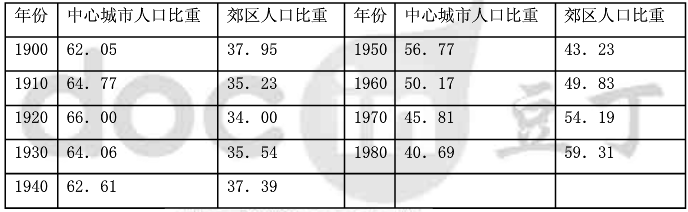 年份 中心城市人口比重 郊区人口比重 年份 中心城市人口比重 郊区人口比重
1900 62．05 37．95 1950 56．77 43．23
1910 64．77 35．23 1960 50．17 49．83
1920 66．00 34．00 1970 45．81 54．19
1930 64．06 35．54 1980 40．69 59．31
1940 62．61 37．39
docin 豆丁